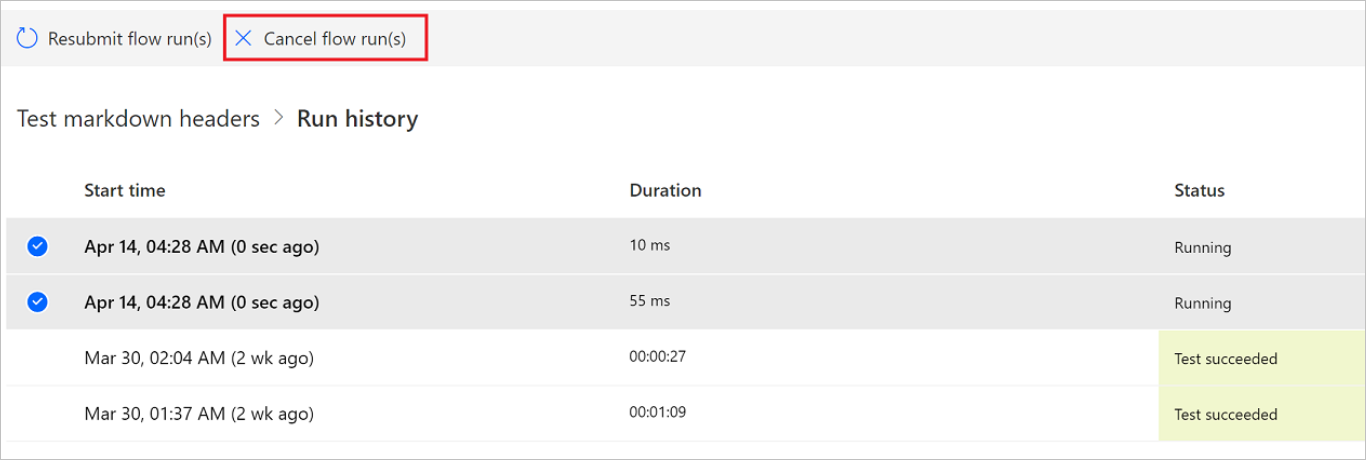 Resubmit flow run(s) Cancel flow run(s)
Test markdown headers > Run history
Start time Duration Status
Apr 14, 04:28 AM (0 sec ago) 10 ms Running
Apr 14, 04:28 AM (0 sec ago) 55 ms Running
Mar 30, 02:04 AM (2 wk ago) 00:00:27 Test succeeded
Mar 30, 01:37 AM (2 wk ago) 00:01:09 Test succeeded